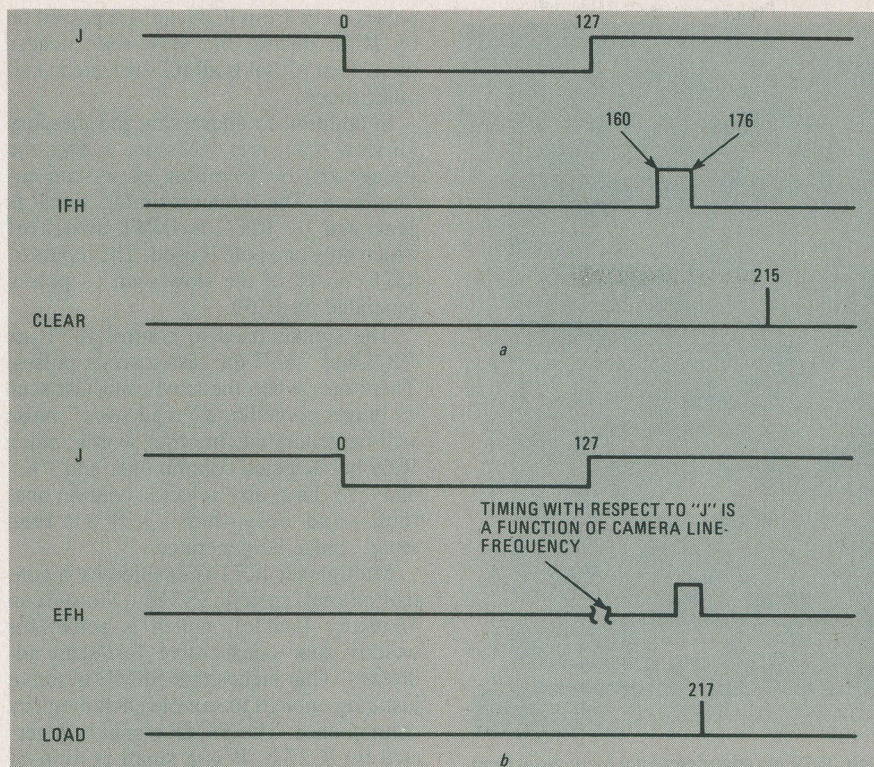 0
127
J
160
176
IFH
215
CLEAR
a
0
127
J
TIMING WITH RESPECT TO "J" IS
A FUNCTION OF CAMERA LINE-
FREQUENCY
EFH
217
LOAD
b